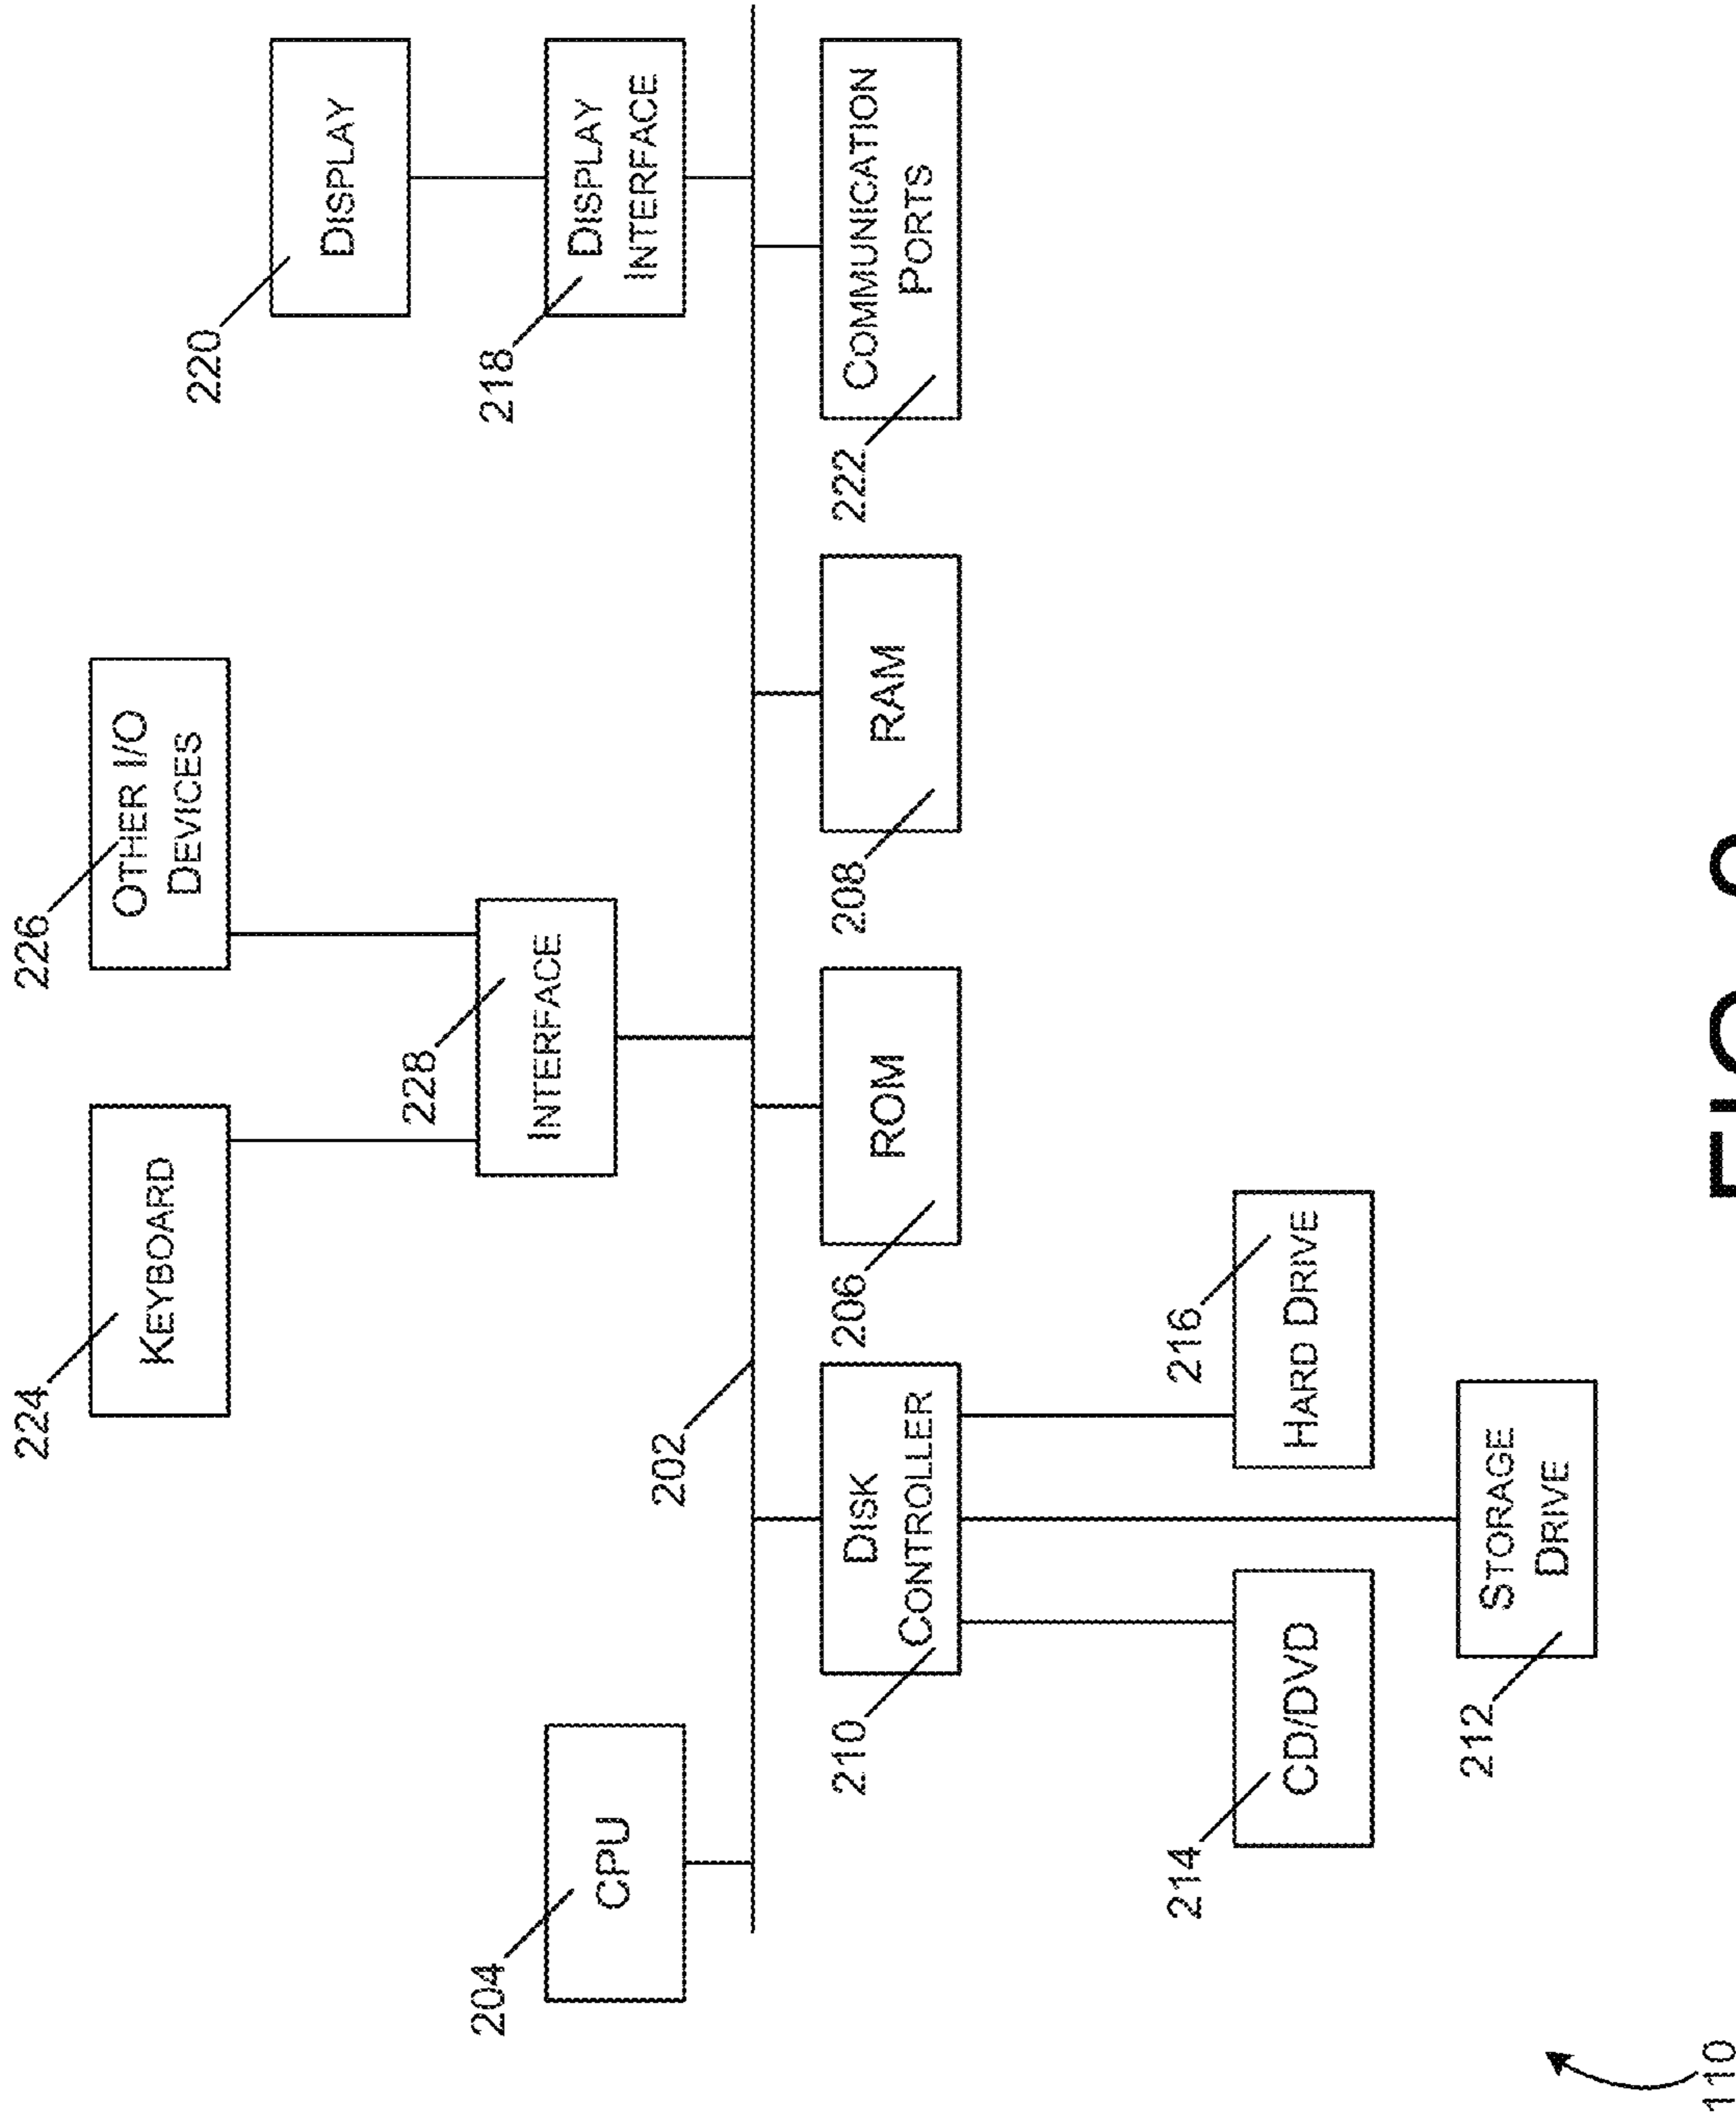 224
KEYBOARD
226
OTHER I/O
DEVICES
220
DISPLAY
228
INTERFACE
218
DISPLAY
INTERFACE
204
CPU
202
210
DISK
CONTROLLER
206
ROM
208
RAM
222
COMMUNICATION
PORTS
214
CD/DVD
216
HARD DRIVE
212
STORAGE
DRIVE
110